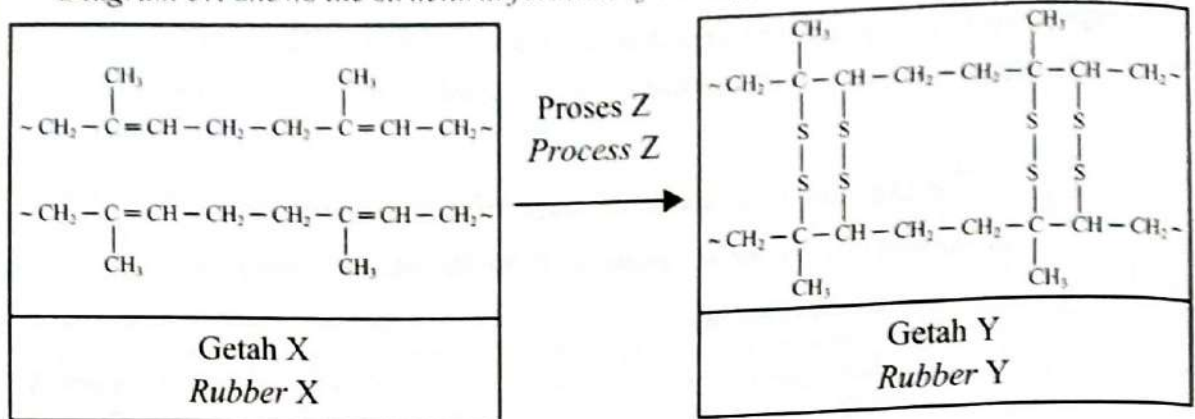 CH₃ CH₃
~CH₂-C=CH-CH₂-CH₂-C=CH-CH₂~
~CH₂-C=CH-CH₂-CH₂-C=CH-CH₂~
CH₃ CH₃
Getah X
Rubber X
Proses Z
Process Z
CH₃ CH₃
~CH₂-C-CH-CH₂-CH₂-C-CH-CH₂~
S S S S
S S S S
~CH₂-C-CH-CH₂-CH₂-C-CH-CH₂~
CH₃ CH₃
Getah Y
Rubber Y